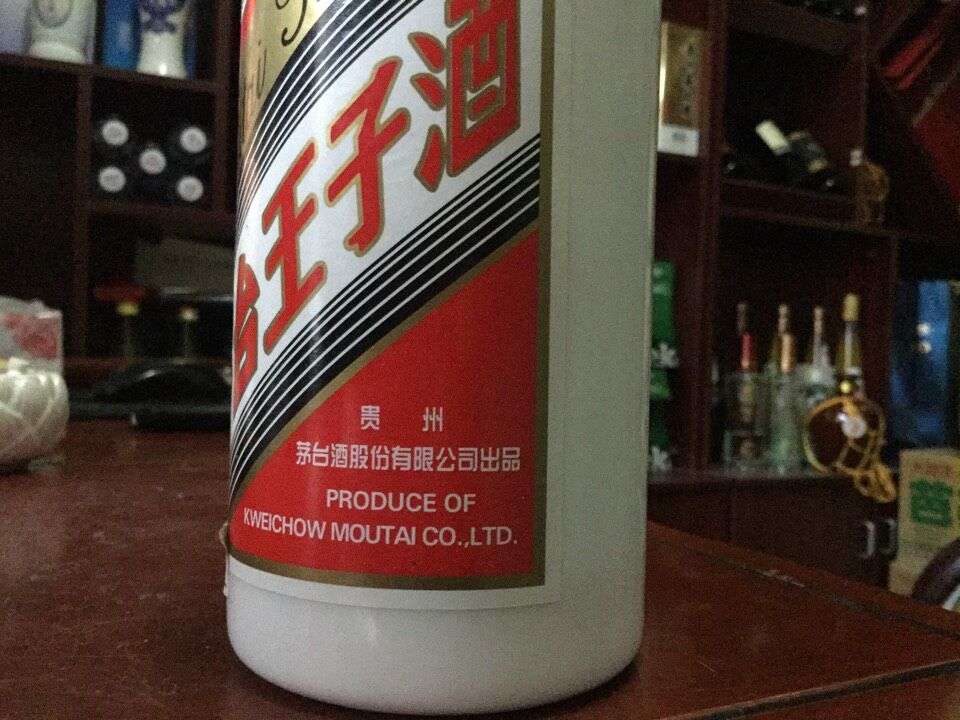 台王子酒
贵 州
茅台酒股份有限公司出品
PRODUCE OF
KWEICHOW MOUTAI CO.,LTD.